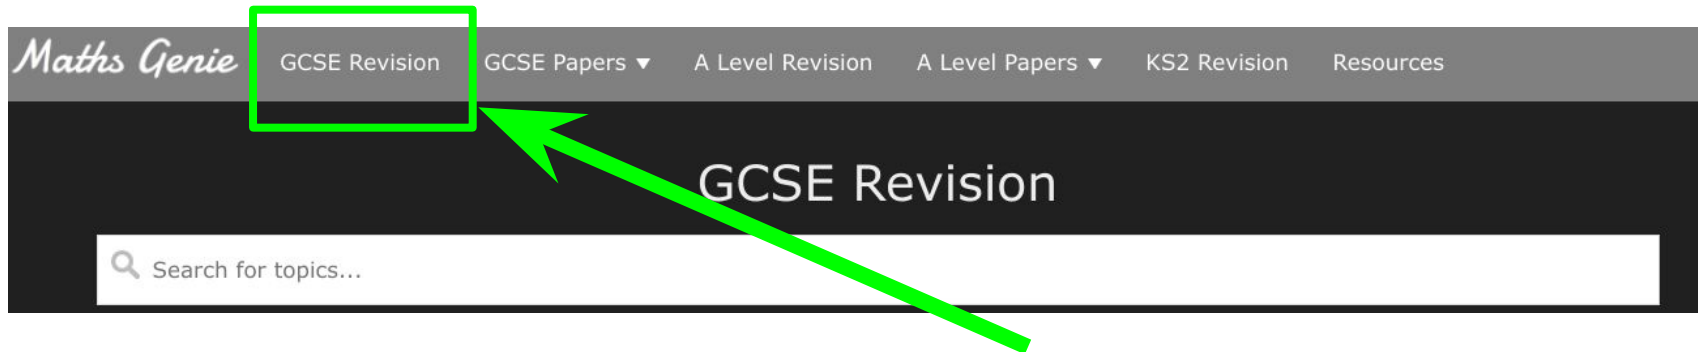 Maths Genie GCSE Revision GCSE Papers ▼ A Level Revision A Level Papers ▼ KS2 Revision Resources
GCSE Revision
Search for topics...